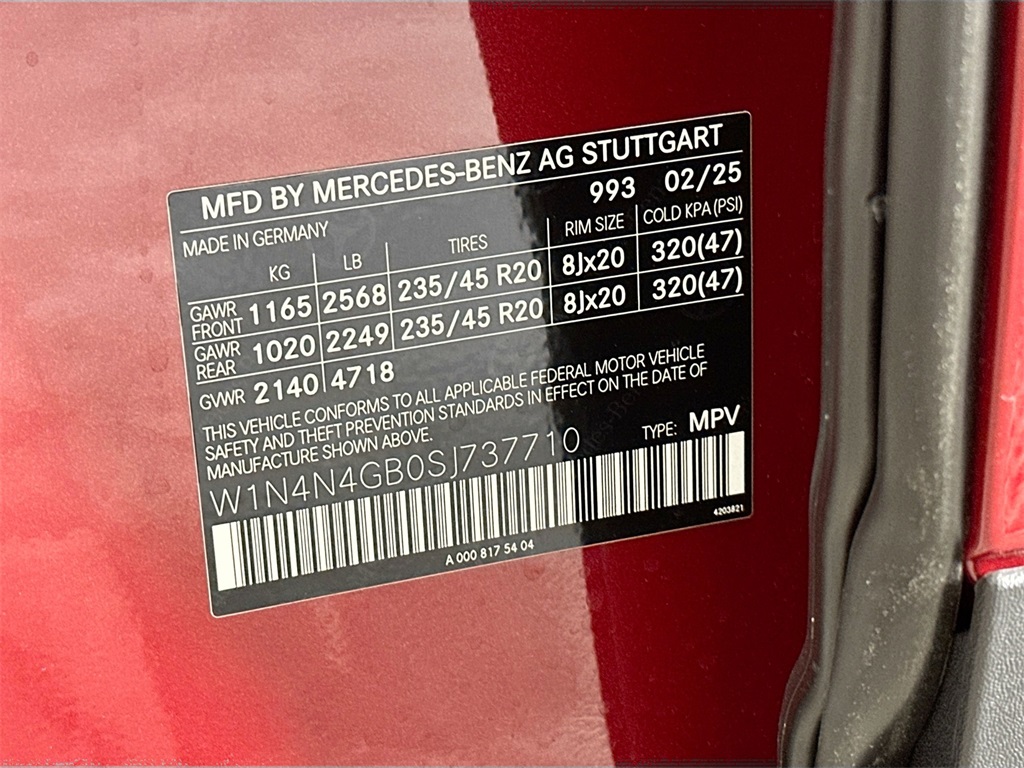 MFD BY MERCEDES-BENZ AG STUTTGART
993 02/25
MADE IN GERMANY
KG LB TIRES RIM SIZE COLD KPA (PSI)
GAWR FRONT 1165 2568 235/45 R20 8Jx20 320(47)
GAWR REAR 1020 2249 235/45 R20 8Jx20 320(47)
GVWR 2140 4718
THIS VEHICLE CONFORMS TO ALL APPLICABLE FEDERAL MOTOR VEHICLE
SAFETY AND THEFT PREVENTION STANDARDS IN EFFECT ON THE DATE OF
MANUFACTURE SHOWN ABOVE.
W1N4N4GB0SJ737710 TYPE: MPV
4203821
A 000 817 54 04